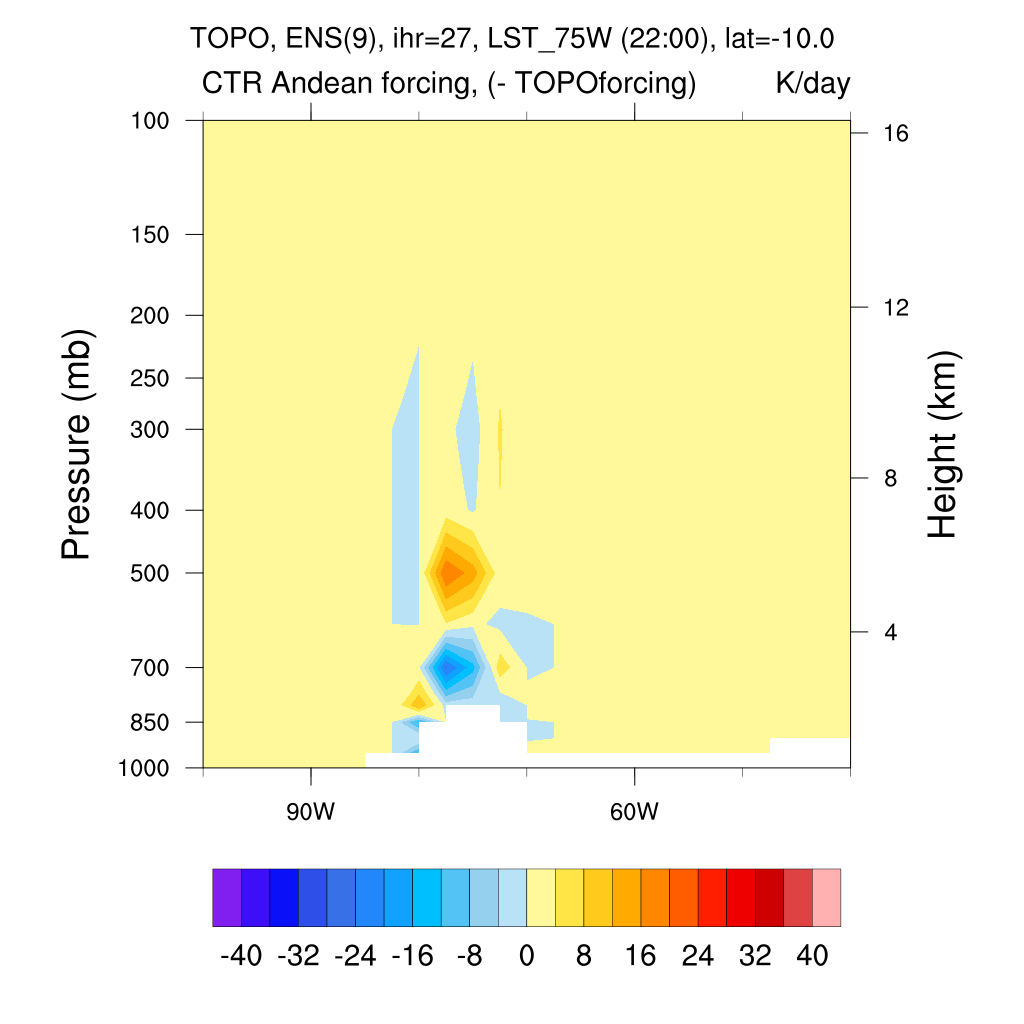 TOPO, ENS(9), ihr=27, LST_75W (22:00), lat=-10.0
CTR Andean forcing, (- TOPOforcing) K/day
100
150
200
250
300
400
500
700
850
1000
Pressure (mb)
16
12
8
4
Height (km)
90W 60W
-40 -32 -24 -16 -8 0 8 16 24 32 40